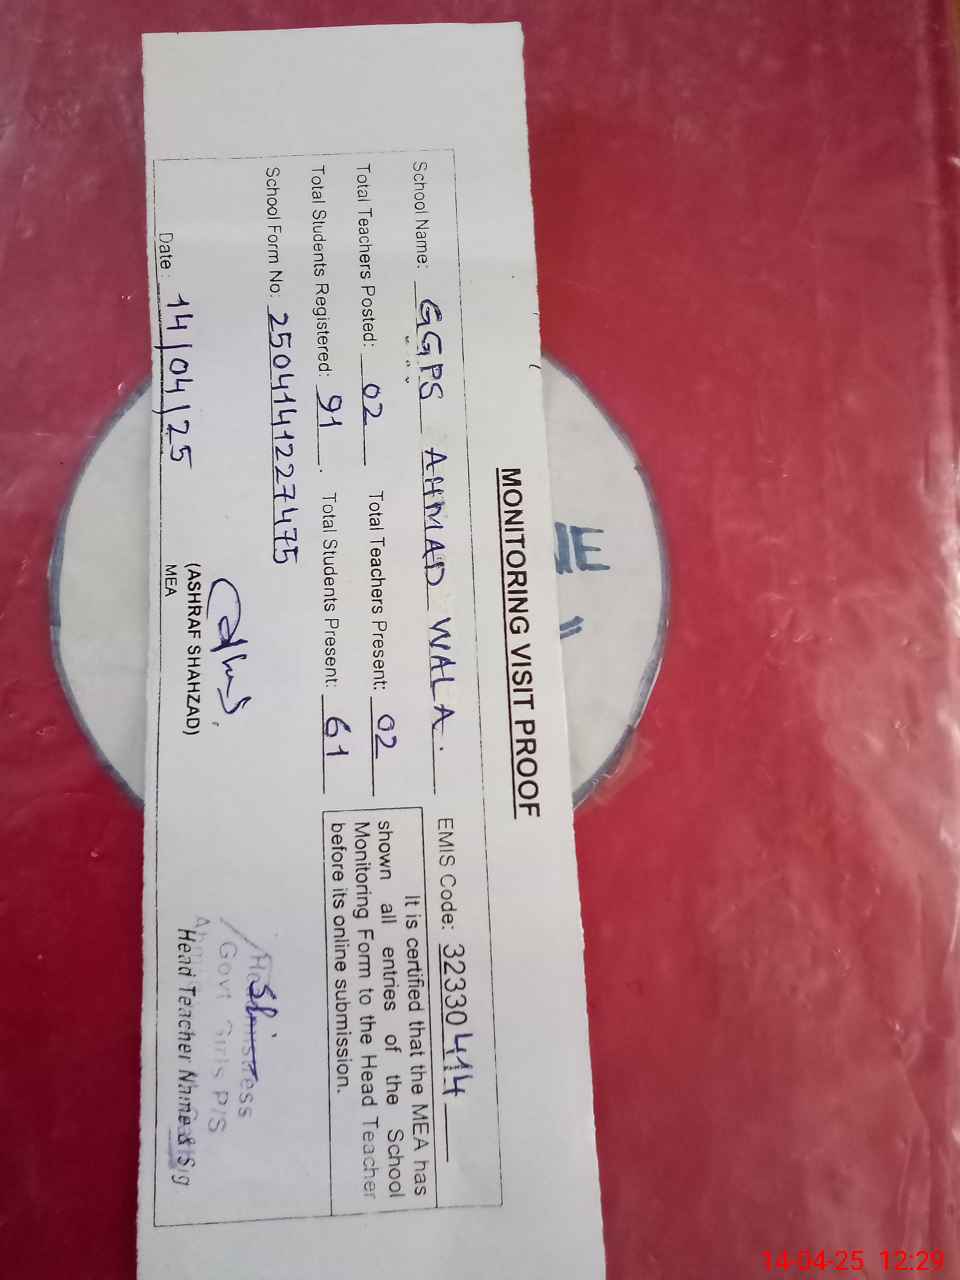 MONITORING VISIT PROOF
School Name: GGPS AHMAD WALA. EMIS Code: 32330414
Total Teachers Posted: 02 Total Teachers Present: 02
Total Students Registered: 91. Total Students Present: 61
It is certified that the MEA has
shown all entries of the School
Monitoring Form to the Head Teacher
before its online submission.
School Form No: 2504141227475
Date: 14/04/25
(ASHRAF SHAHZAD)
MEA
Govt Girls P/S
Head Teacher Name & Sig
14-04-25 12:29